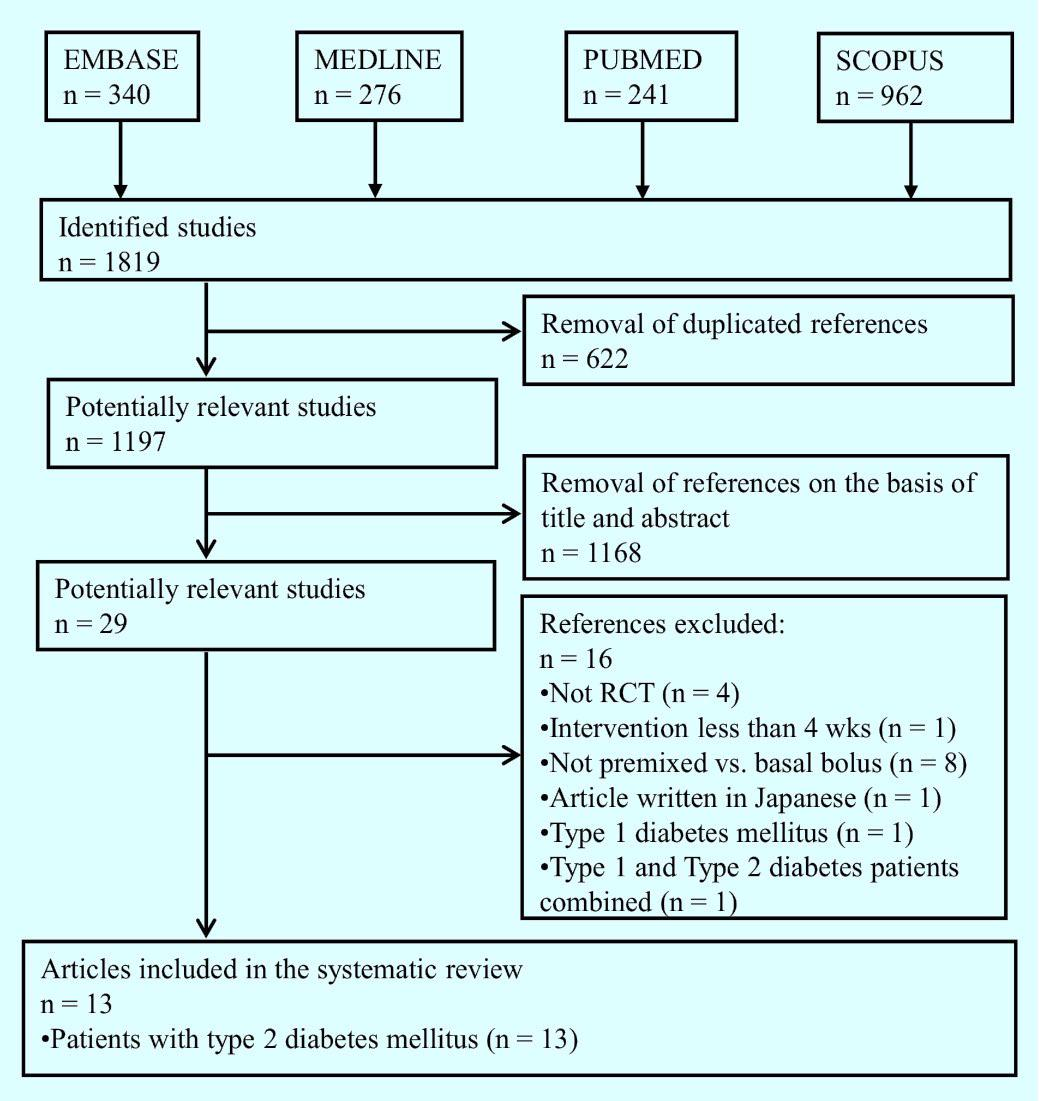 EMBASE
n = 340
MEDLINE
n = 276
PUBMED
n = 241
SCOPUS
n = 962
Identified studies
n = 1819
Removal of duplicated references
n = 622
Potentially relevant studies
n = 1197
Removal of references on the basis of
title and abstract
n = 1168
Potentially relevant studies
n = 29
References excluded:
n = 16
•Not RCT (n = 4)
•Intervention less than 4 wks (n = 1)
•Not premixed vs. basal bolus (n = 8)
•Article written in Japanese (n = 1)
•Type 1 diabetes mellitus (n = 1)
•Type 1 and Type 2 diabetes patients
combined (n = 1)
Articles included in the systematic review
n = 13
•Patients with type 2 diabetes mellitus (n = 13)